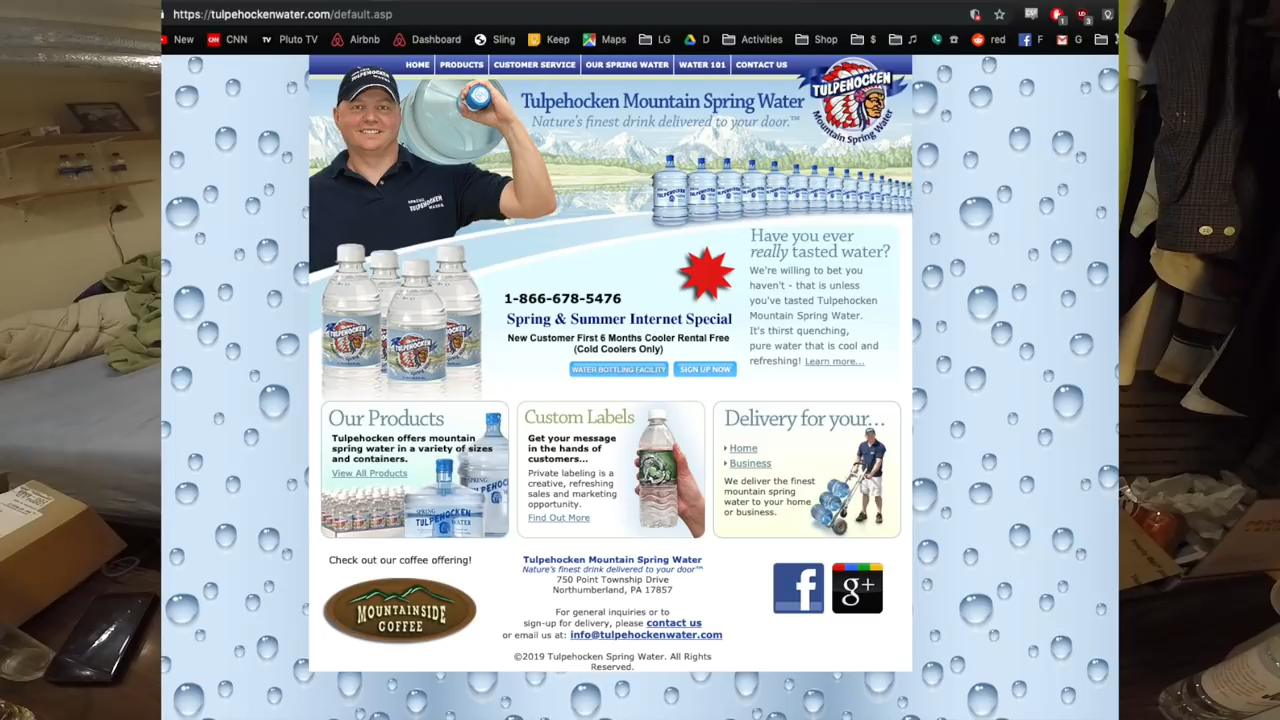 https://tulpehockenwater.com/default.asp
New CNN Pluto TV Airbnb Dashboard Sling Keep Maps LG D Activities Shop $ red F G
HOME PRODUCTS CUSTOMER SERVICE OUR SPRING WATER WATER 101 CONTACT US
Tulpehocken Mountain Spring Water
Nature's finest drink delivered to your door.™
TULPEHOCKEN
Mountain Spring Water
SPRING
TULPEHOCKEN
WATER
Have you ever
really tasted water?
We're willing to bet you
haven't - that is unless
you've tasted Tulpehocken
Mountain Spring Water.
It's thirst quenching,
pure water that is cool and
refreshing! Learn more...
1-866-678-5476
Spring & Summer Internet Special
New Customer First 6 Months Cooler Rental Free
(Cold Coolers Only)
WATER BOTTLING FACILITY SIGN UP NOW
TULPEHOCKEN
TULPEHOCKEN
TULPEHOCKEN
Our Products
Tulpehocken offers mountain
spring water in a variety of sizes
and containers.
View All Products
SPRING
TULPEHOCKEN
WATER
Custom Labels
Get your message
in the hands of
customers...
Private labeling is a
creative, refreshing
sales and marketing
opportunity.
Find Out More
Delivery for your...
Home
Business
We deliver the finest
mountain spring
water to your home
or business.
Check out our coffee offering!
MOUNTAINSIDE
COFFEE
Tulpehocken Mountain Spring Water
Nature's finest drink delivered to your door™
750 Point Township Drive
Northumberland, PA 17857
For general inquiries or to
sign-up for delivery, please contact us
or email us at: info@tulpehockenwater.com
f g+
©2019 Tulpehocken Spring Water. All Rights
Reserved.